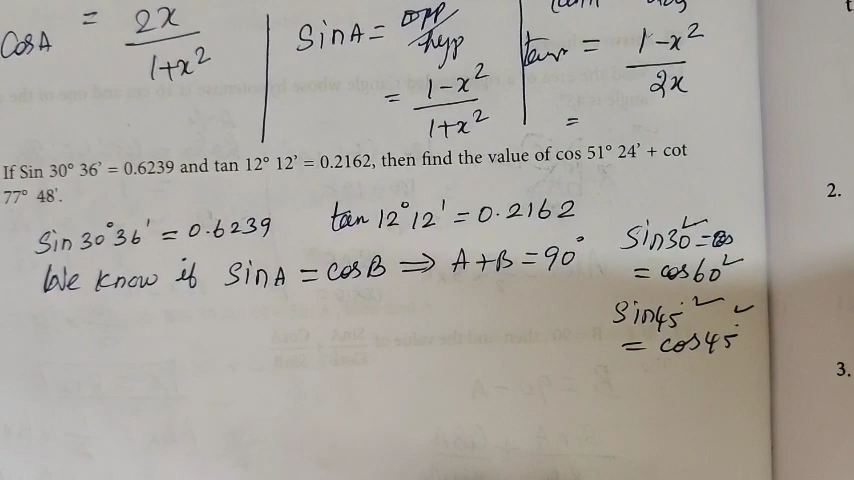 CosA = 2x / 1+x²
SinA = opp / hyp
= 1-x² / 1+x²
= 1-x² / 2x
=
If Sin 30° 36' = 0.6239 and tan 12° 12' = 0.2162, then find the value of cos 51° 24' + cot
77° 48'.
2.
Sin 30° 36' = 0.6239 tan 12° 12' = 0.2162
We know if SinA = cosB ⇒ A+B = 90°
Sin30 =
= cos60
Sin45
= cos45
3.